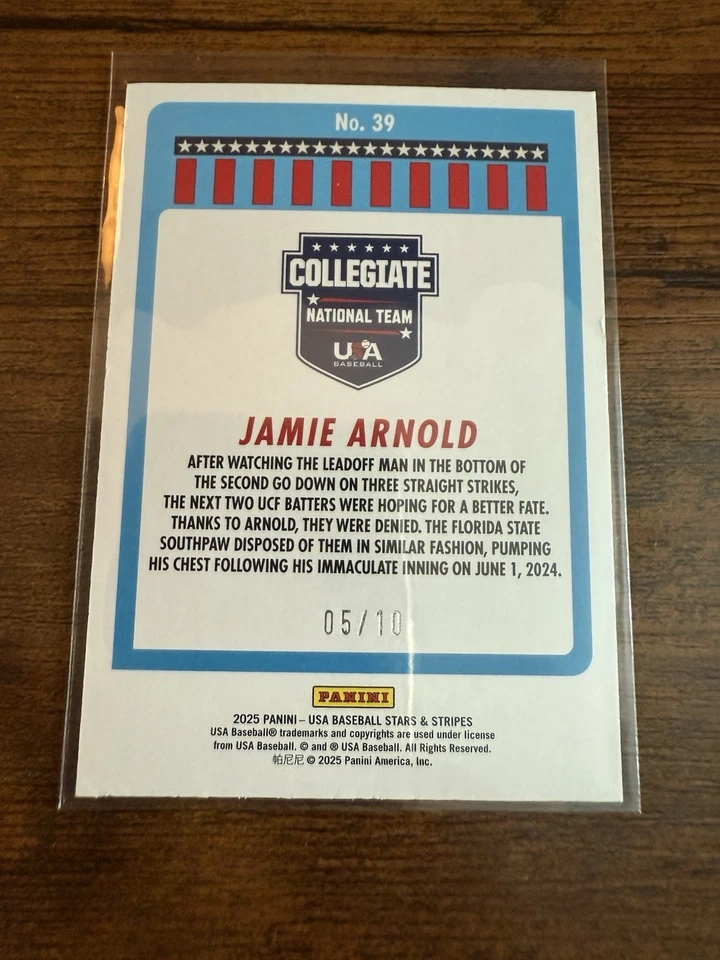 No. 39
COLLEGIATE
NATIONAL TEAM
USA
BASEBALL
JAMIE ARNOLD
AFTER WATCHING THE LEADOFF MAN IN THE BOTTOM OF
THE SECOND GO DOWN ON THREE STRAIGHT STRIKES,
THE NEXT TWO UCF BATTERS WERE HOPING FOR A BETTER FATE.
THANKS TO ARNOLD, THEY WERE DENIED. THE FLORIDA STATE
SOUTHPAW DISPOSED OF THEM IN SIMILAR FASHION, PUMPING
HIS CHEST FOLLOWING HIS IMMACULATE INNING ON JUNE 1, 2024.
05/10
PANINI
2025 PANINI – USA BASEBALL STARS & STRIPES
USA Baseball® trademarks and copyrights are used under license
from USA Baseball. © and ® USA Baseball. All Rights Reserved.
帕尼尼 © 2025 Panini America, Inc.